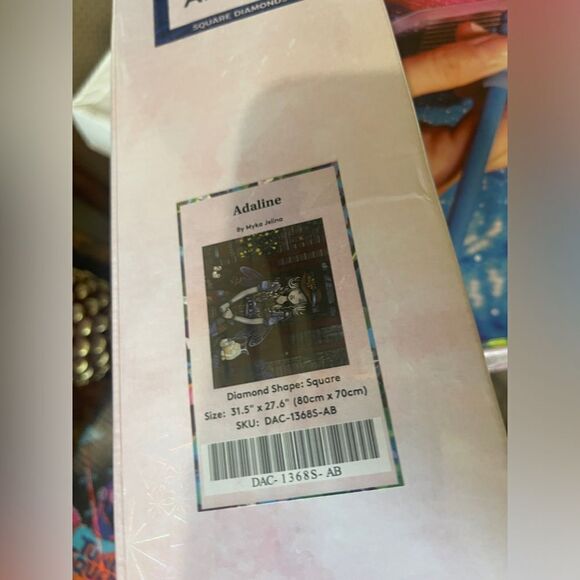 SQUARE DIAMONDS
Adaline
By Myka Jelina
Diamond Shape: Square
Size: 31.5" x 27.6" (80cm x 70cm)
SKU: DAC-1368S-AB
DAC-1368S-AB